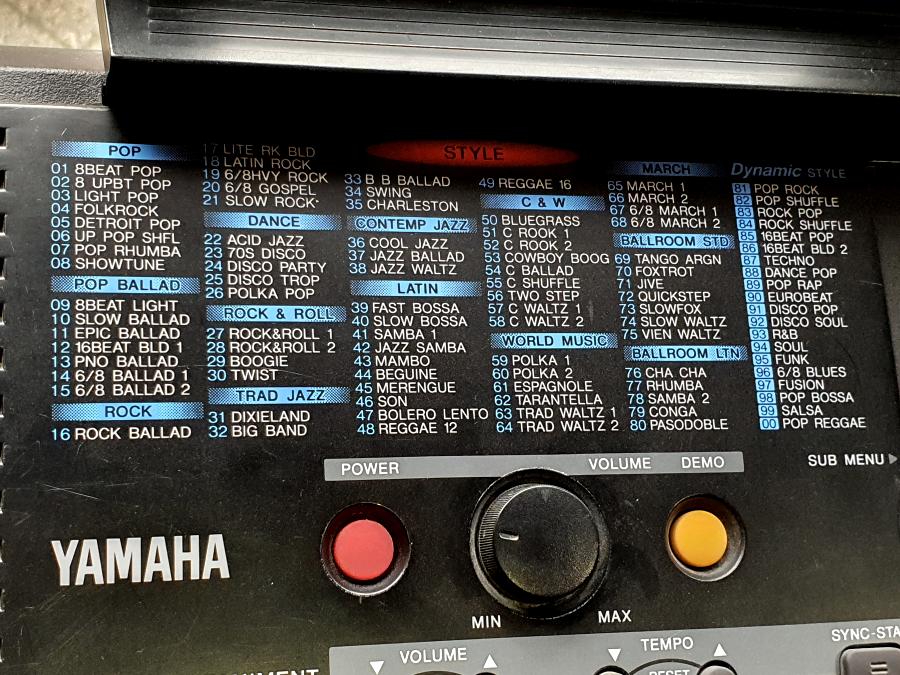 STYLE
POP
01 8BEAT POP
02 8 UPBT POP
03 LIGHT POP
04 FOLKROCK
05 DETROIT POP
06 UP POP SHFL
07 POP RHUMBA
08 SHOWTUNE
POP BALLAD
09 8BEAT LIGHT
10 SLOW BALLAD
11 EPIC BALLAD
12 16BEAT BLD 1
13 PNO BALLAD
14 6/8 BALLAD 1
15 6/8 BALLAD 2
ROCK
16 ROCK BALLAD
17 LITE RK BLD
18 LATIN ROCK
19 6/8HVY ROCK
20 6/8 GOSPEL
21 SLOW ROCK
DANCE
22 ACID JAZZ
23 70S DISCO
24 DISCO PARTY
25 DISCO TROP
26 POLKA POP
ROCK & ROLL
27 ROCK&ROLL 1
28 ROCK&ROLL 2
29 BOOGIE
30 TWIST
TRAD JAZZ
31 DIXIELAND
32 BIG BAND
33 B B BALLAD
34 SWING
35 CHARLESTON
CONTEMP JAZZ
36 COOL JAZZ
37 JAZZ BALLAD
38 JAZZ WALTZ
LATIN
39 FAST BOSSA
40 SLOW BOSSA
41 SAMBA 1
42 JAZZ SAMBA
43 MAMBO
44 BEGUINE
45 MERENGUE
46 SON
47 BOLERO LENTO
48 REGGAE 12
49 REGGAE 16
C & W
50 BLUEGRASS
51 C ROOK 1
52 C ROOK 2
53 COWBOY BOOG
54 C BALLAD
55 C SHUFFLE
56 TWO STEP
57 C WALTZ 1
58 C WALTZ 2
WORLD MUSIC
59 POLKA 1
60 POLKA 2
61 ESPAGNOLE
62 TARANTELLA
63 TRAD WALTZ 1
64 TRAD WALTZ 2
MARCH
65 MARCH 1
66 MARCH 2
67 6/8 MARCH 1
68 6/8 MARCH 2
BALLROOM STD
69 TANGO ARGN
70 FOXTROT
71 JIVE
72 QUICKSTEP
73 SLOWFOX
74 SLOW WALTZ
75 VIEN WALTZ
BALLROOM LTN
76 CHA CHA
77 RHUMBA
78 SAMBA 2
79 CONGA
80 PASODOBLE
Dynamic STYLE
81 POP ROCK
82 POP SHUFFLE
83 ROCK POP
84 ROCK SHUFFLE
85 16BEAT POP
86 16BEAT BLD 2
87 TECHNO
88 DANCE POP
89 POP RAP
90 EUROBEAT
91 DISCO POP
92 DISCO SOUL
93 R&B
94 SOUL
95 FUNK
96 6/8 BLUES
97 FUSION
98 POP BOSSA
99 SALSA
00 POP REGGAE
SUB MENU
POWER VOLUME DEMO
YAMAHA
MIN MAX
VOLUME TEMPO SYNC-STA
RESET